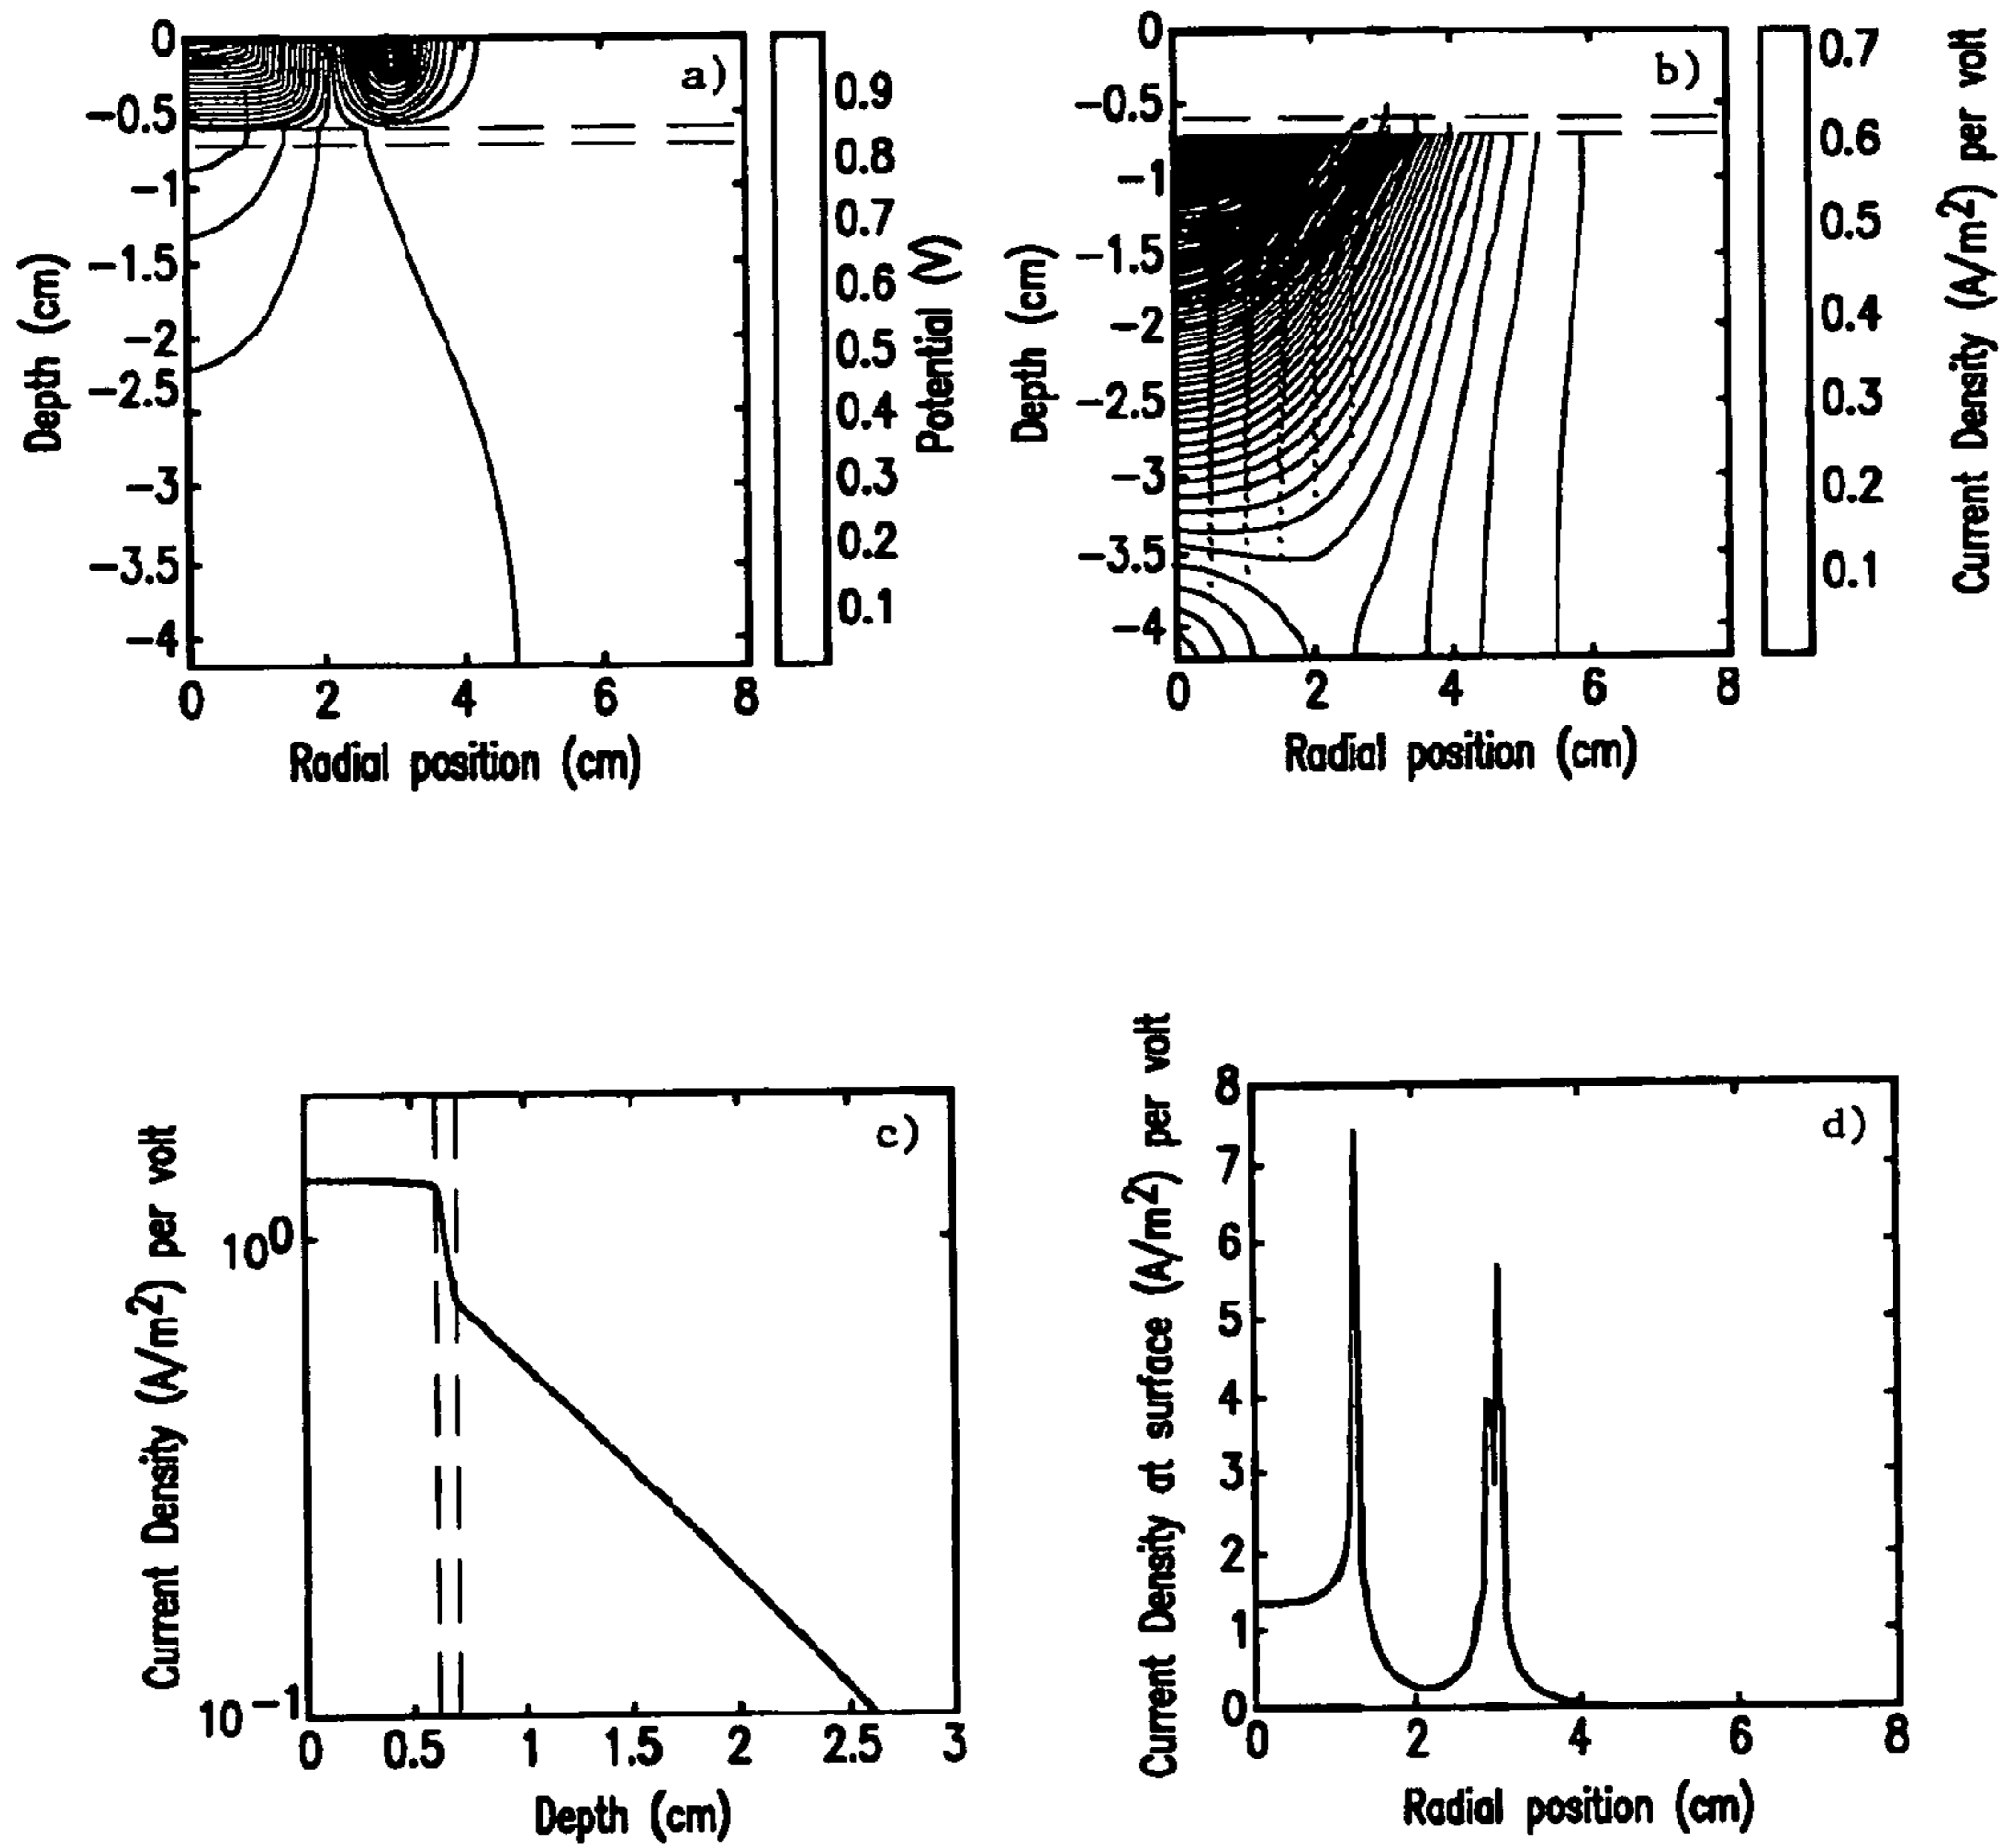 a)
0
−0.5
−1
−1.5
−2
−2.5
−3
−3.5
−4
Depth (cm)
0 2 4 6 8
Radial position (cm)
0.9
0.8
0.7
0.6
0.5
0.4
0.3
0.2
0.1
Potential (V)
b)
0
−0.5
−1
−1.5
−2
−2.5
−3
−3.5
−4
Depth (cm)
0 2 4 6 8
Radial position (cm)
0.7
0.6
0.5
0.4
0.3
0.2
0.1
Current Density (A/m²) per volt
c)
10⁰
10⁻¹
Current Density (A/m²) per volt
0 0.5 1 1.5 2 2.5 3
Depth (cm)
d)
8
7
6
5
4
3
2
1
0
Current Density at surface (A/m²) per volt
0 2 4 6 8
Radial position (cm)